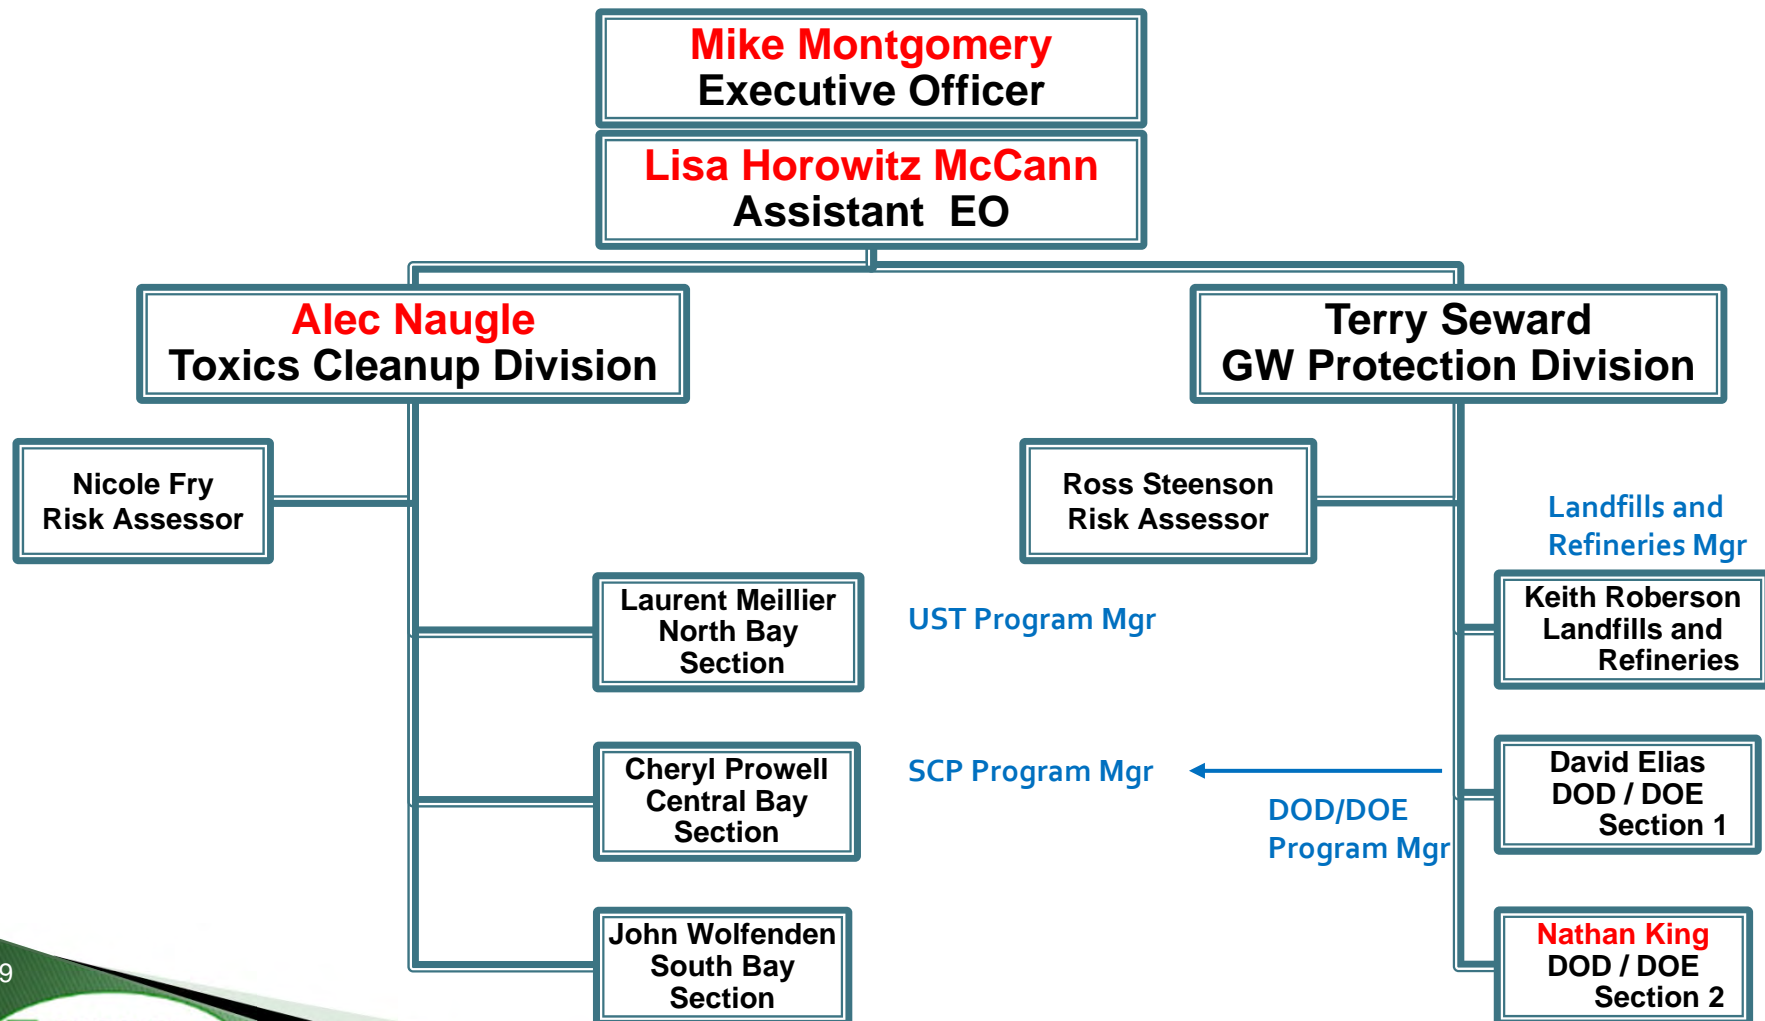 Mike Montgomery
Executive Officer
Lisa Horowitz McCann
Assistant EO
Alec Naugle
Toxics Cleanup Division
Terry Seward
GW Protection Division
Nicole Fry
Risk Assessor
Ross Steenson
Risk Assessor
Landfills and
Refineries Mgr
Laurent Meillier
North Bay
Section
UST Program Mgr
Keith Roberson
Landfills and
Refineries
Cheryl Prowell
Central Bay
Section
SCP Program Mgr
DOD/DOE
Program Mgr
David Elias
DOD / DOE
Section 1
John Wolfenden
South Bay
Section
Nathan King
DOD / DOE
Section 2
9